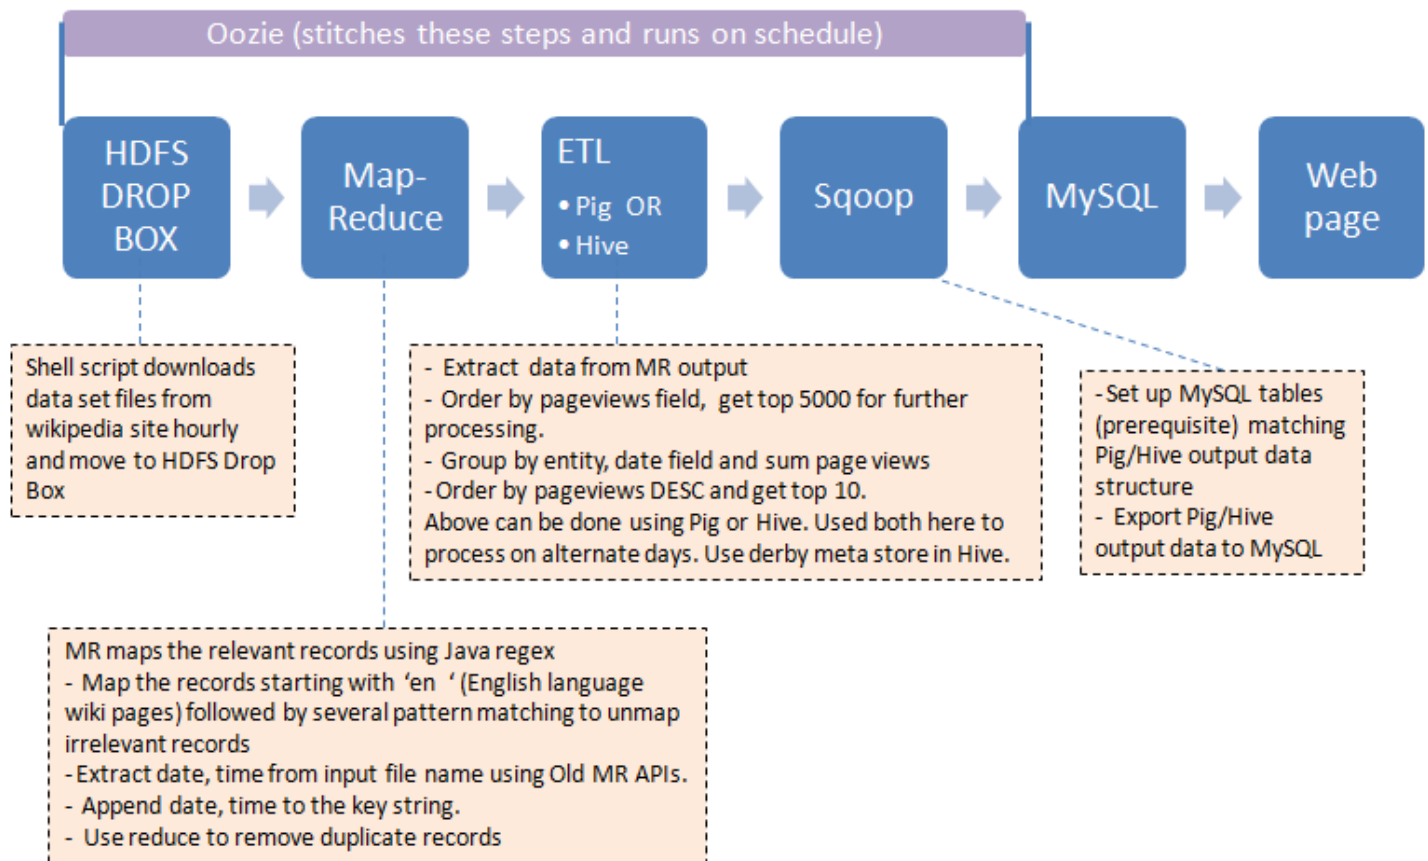 Oozie (stitches these steps and runs on schedule)
HDFS
DROP
BOX
Map-
Reduce
ETL
• Pig OR
• Hive
Sqoop
MySQL
Web
page
Shell script downloads
data set files from
wikipedia site hourly
and move to HDFS Drop
Box
- Extract data from MR output
- Order by pageviews field, get top 5000 for further
processing.
- Group by entity, date field and sum page views
-Order by pageviews DESC and get top 10.
Above can be done using Pig or Hive. Used both here to
process on alternate days. Use derby meta store in Hive.
-Set up MySQL tables
(prerequisite) matching
Pig/Hive output data
structure
- Export Pig/Hive
output data to MySQL
MR maps the relevant records using Java regex
- Map the records starting with ‘en ‘ (English language
wiki pages) followed by several pattern matching to unmap
irrelevant records
-Extract date, time from input file name using Old MR APIs.
- Append date, time to the key string.
- Use reduce to remove duplicate records